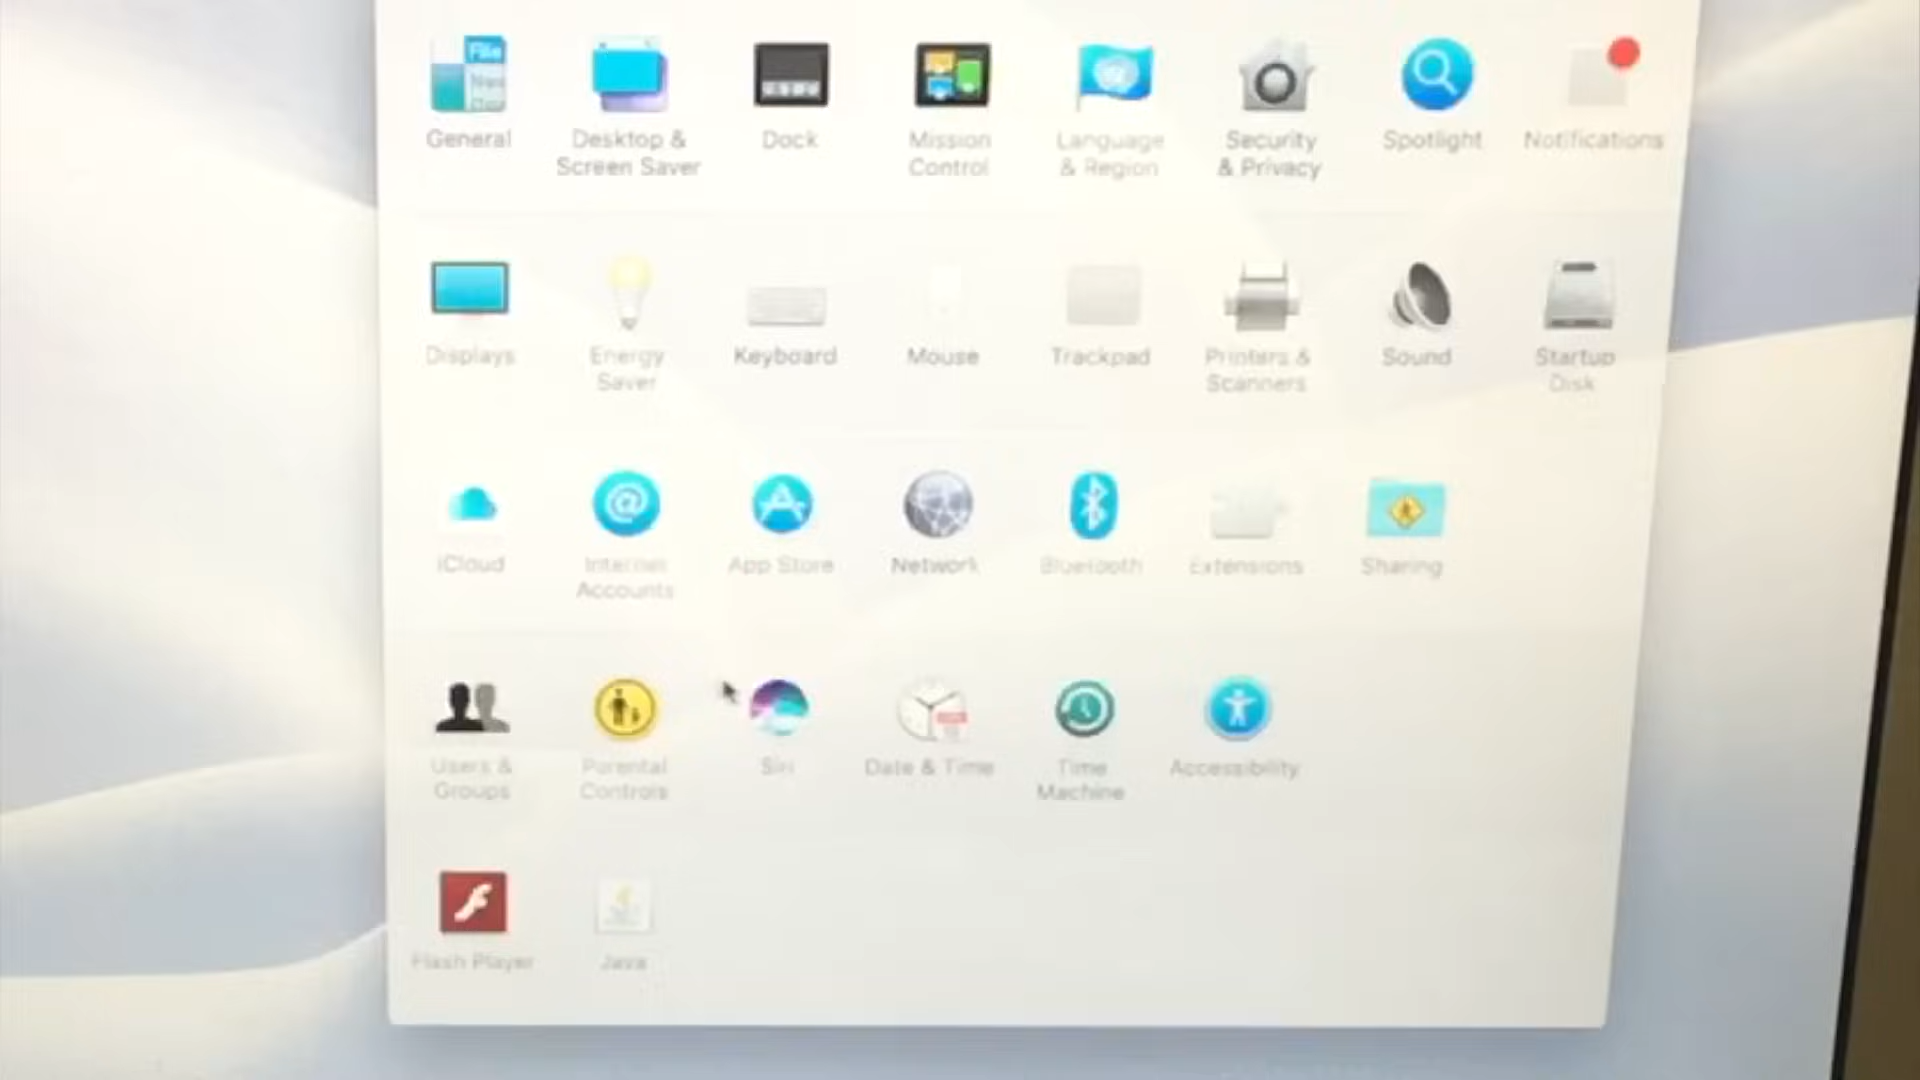 File
New
General
Desktop &
Screen Saver
Dock
Mission
Control
Language
& Region
Security
& Privacy
Spotlight
Notifications
Displays
Energy
Saver
Keyboard
Mouse
Trackpad
Printers &
Scanners
Sound
Startup
Disk
iCloud
Internet
Accounts
App Store
Network
Bluetooth
Extensions
Sharing
Users &
Groups
Parental
Controls
Siri
Date & Time
Time
Machine
Accessibility
Flash Player
Java